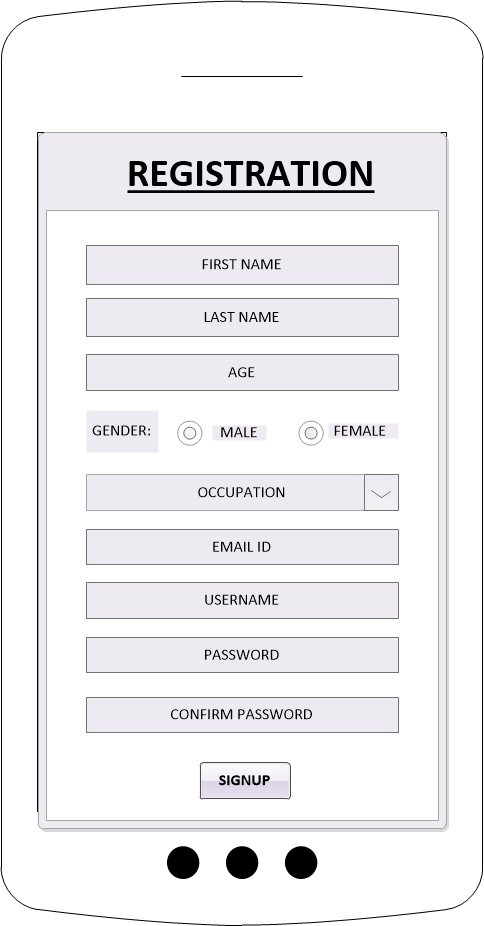 REGISTRATION
FIRST NAME
LAST NAME
AGE
GENDER: MALE FEMALE
OCCUPATION
EMAIL ID
USERNAME
PASSWORD
CONFIRM PASSWORD
SIGNUP